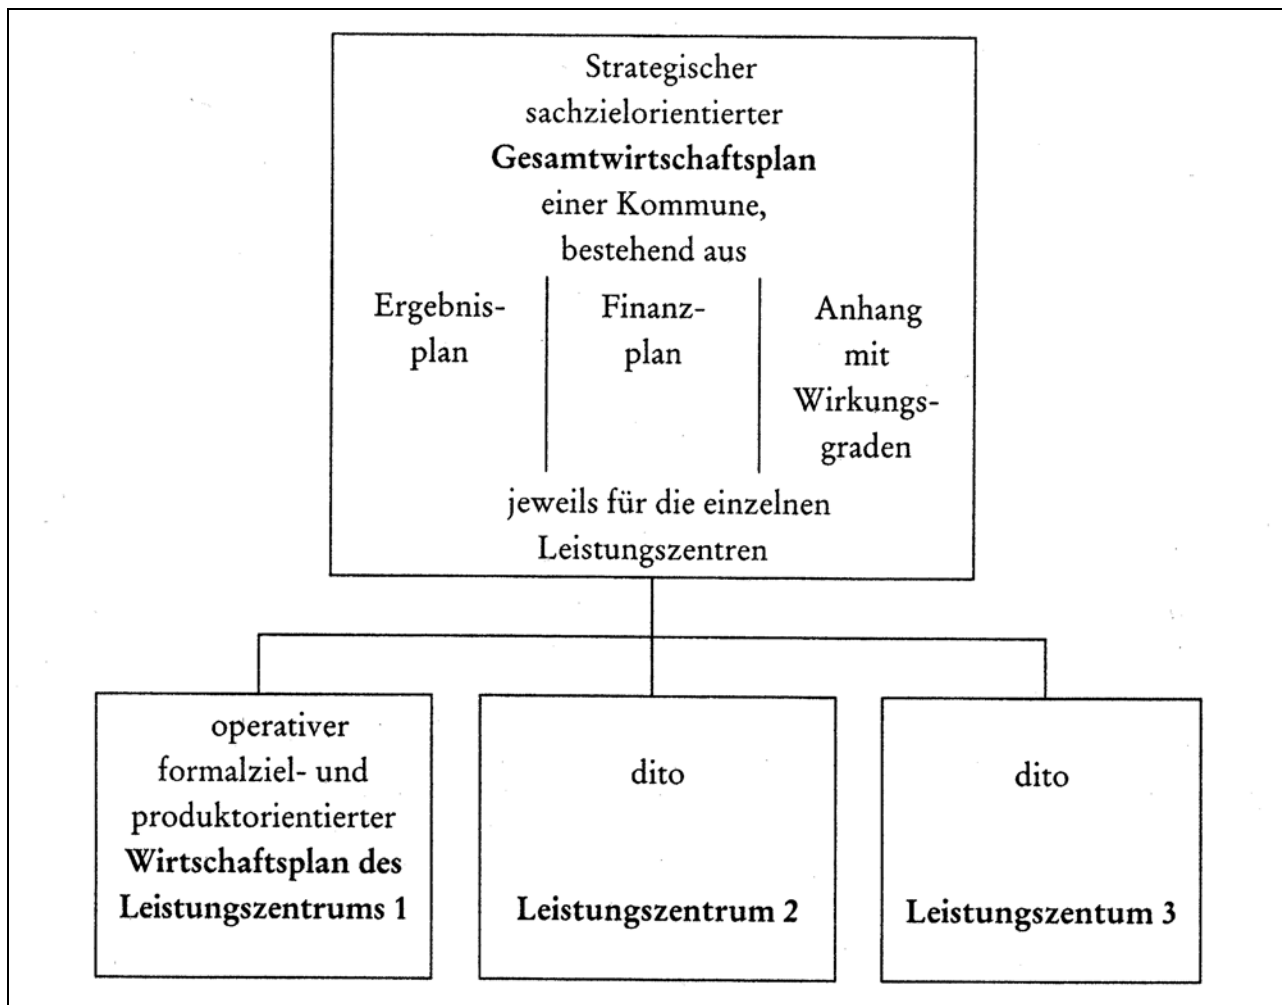 Strategischer
sachzielorientierter
Gesamtwirtschaftsplan
einer Kommune,
bestehend aus
Ergebnis-
plan
Finanz-
plan
Anhang
mit
Wirkungs-
graden
jeweils für die einzelnen
Leistungszentren
operativer
formalziel- und
produktorientierter
Wirtschaftsplan des
Leistungszentrums 1
dito
Leistungszentrum 2
dito
Leistungszentum 3